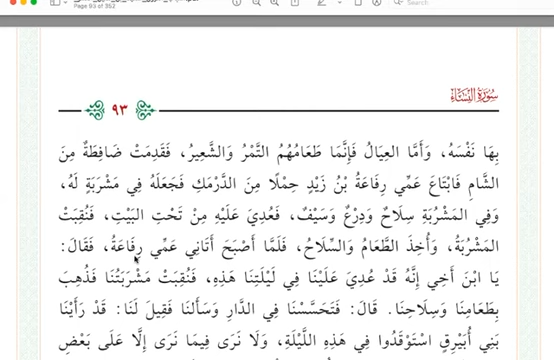 Page 93 of 352
Search
سُورَةُ النِّسَاءِ
٩٣
بِهَا نَفْسَهُ، وَأَمَّا العِيَالُ فَإِنَّمَا طَعَامُهُمُ التَّمْرُ وَالشَّعِيرُ، فَقَدِمَتْ ضَافِطَةٌ مِنَ
الشَّامِ فَابْتَاعَ عَمِّي رِفَاعَةُ بْنُ زَيْدٍ حِمْلًا مِنَ الدَّرْمَكِ فَجَعَلَهُ فِي مَشْرَبَةٍ لَهُ،
وَفِي المَشْرُبَةِ سِلَاحٌ وَدِرْعٌ وَسَيْفٌ، فَعُدِيَ عَلَيْهِ مِنْ تَحْتِ البَيْتِ، فَنُقِبَتْ
المَشْرُبَةُ، وَأُخِذَ الطَّعَامُ وَالسِّلَاحُ، فَلَمَّا أَصْبَحَ أَتَانِي عَمِّي رِفَاعَةُ، فَقَالَ:
يَا ابْنَ أَخِي إِنَّهُ قَدْ عُدِيَ عَلَيْنَا فِي لَيْلَتِنَا هَذِهِ، فَنُقِبَتْ مَشْرَبَتُنَا فَذُهِبَ
بِطَعَامِنَا وَسِلَاحِنَا. قَالَ: فَتَحَسَّسْنَا فِي الدَّارِ وَسَأَلْنَا فَقِيلَ لَنَا: قَدْ رَأَيْنَا
بَنِي أُبَيْرِقٍ اسْتَوْقَدُوا فِي هَذِهِ اللَّيْلَةِ، وَلَا نَرَى فِيمَا نَرَى إِلَّا عَلَى بَعْضِ